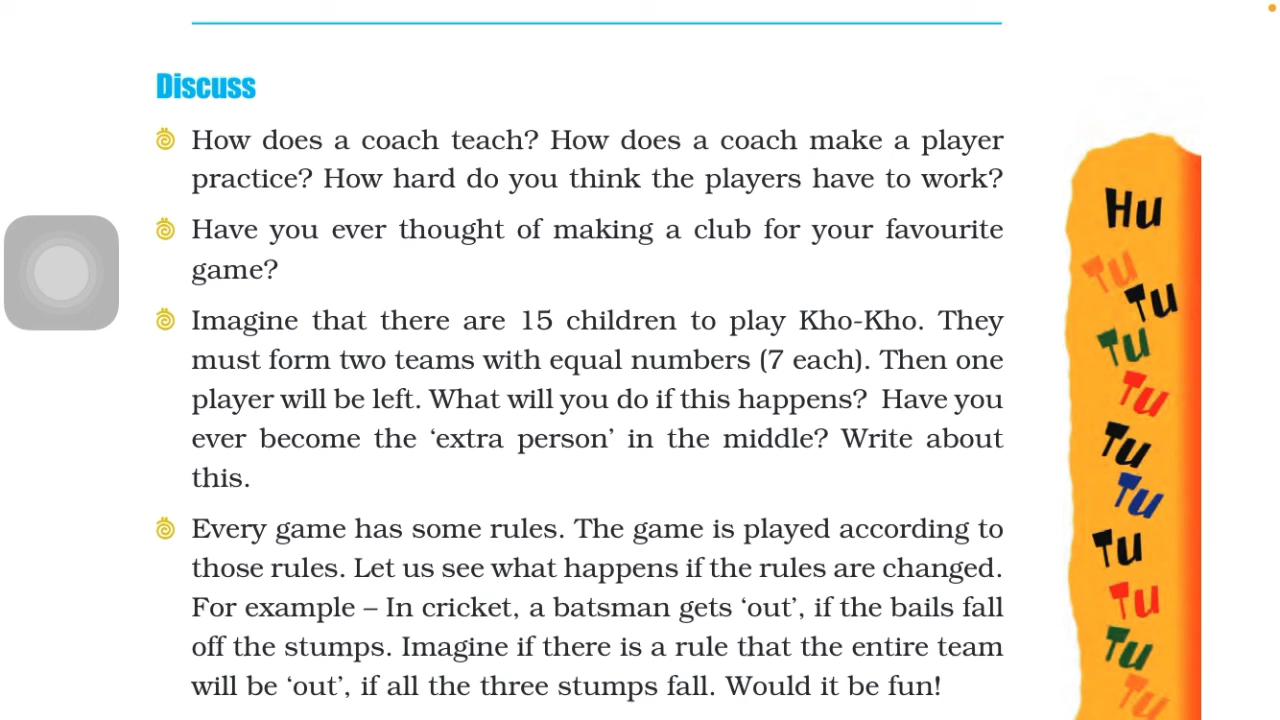 Discuss
How does a coach teach? How does a coach make a player
practice? How hard do you think the players have to work?
Have you ever thought of making a club for your favourite
game?
Imagine that there are 15 children to play Kho-Kho. They
must form two teams with equal numbers (7 each). Then one
player will be left. What will you do if this happens? Have you
ever become the ‘extra person’ in the middle? Write about
this.
Every game has some rules. The game is played according to
those rules. Let us see what happens if the rules are changed.
For example – In cricket, a batsman gets ‘out’, if the bails fall
off the stumps. Imagine if there is a rule that the entire team
will be ‘out’, if all the three stumps fall. Would it be fun!
Hu
Tu
Tu
Tu
Tu
Tu
Tu
Tu
Tu
Tu
Tu